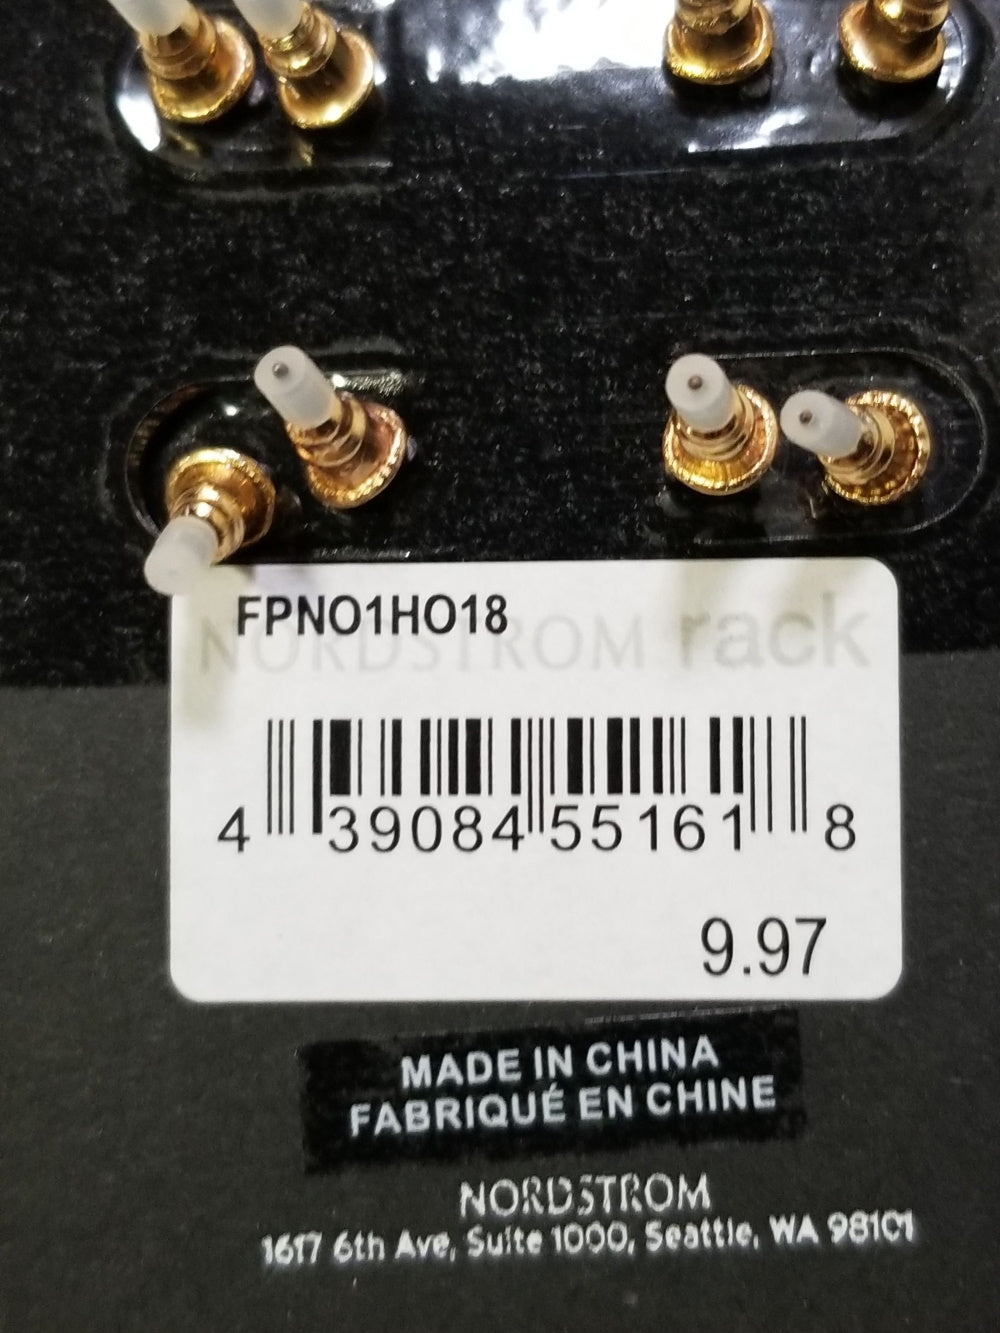 FPNO1HO18
NORDSTROM rack
4 39084 55161 8
9.97
MADE IN CHINA
FABRIQUÉ EN CHINE
NORDSTROM
1617 6th Ave, Suite 1000, Seattle, WA 98101